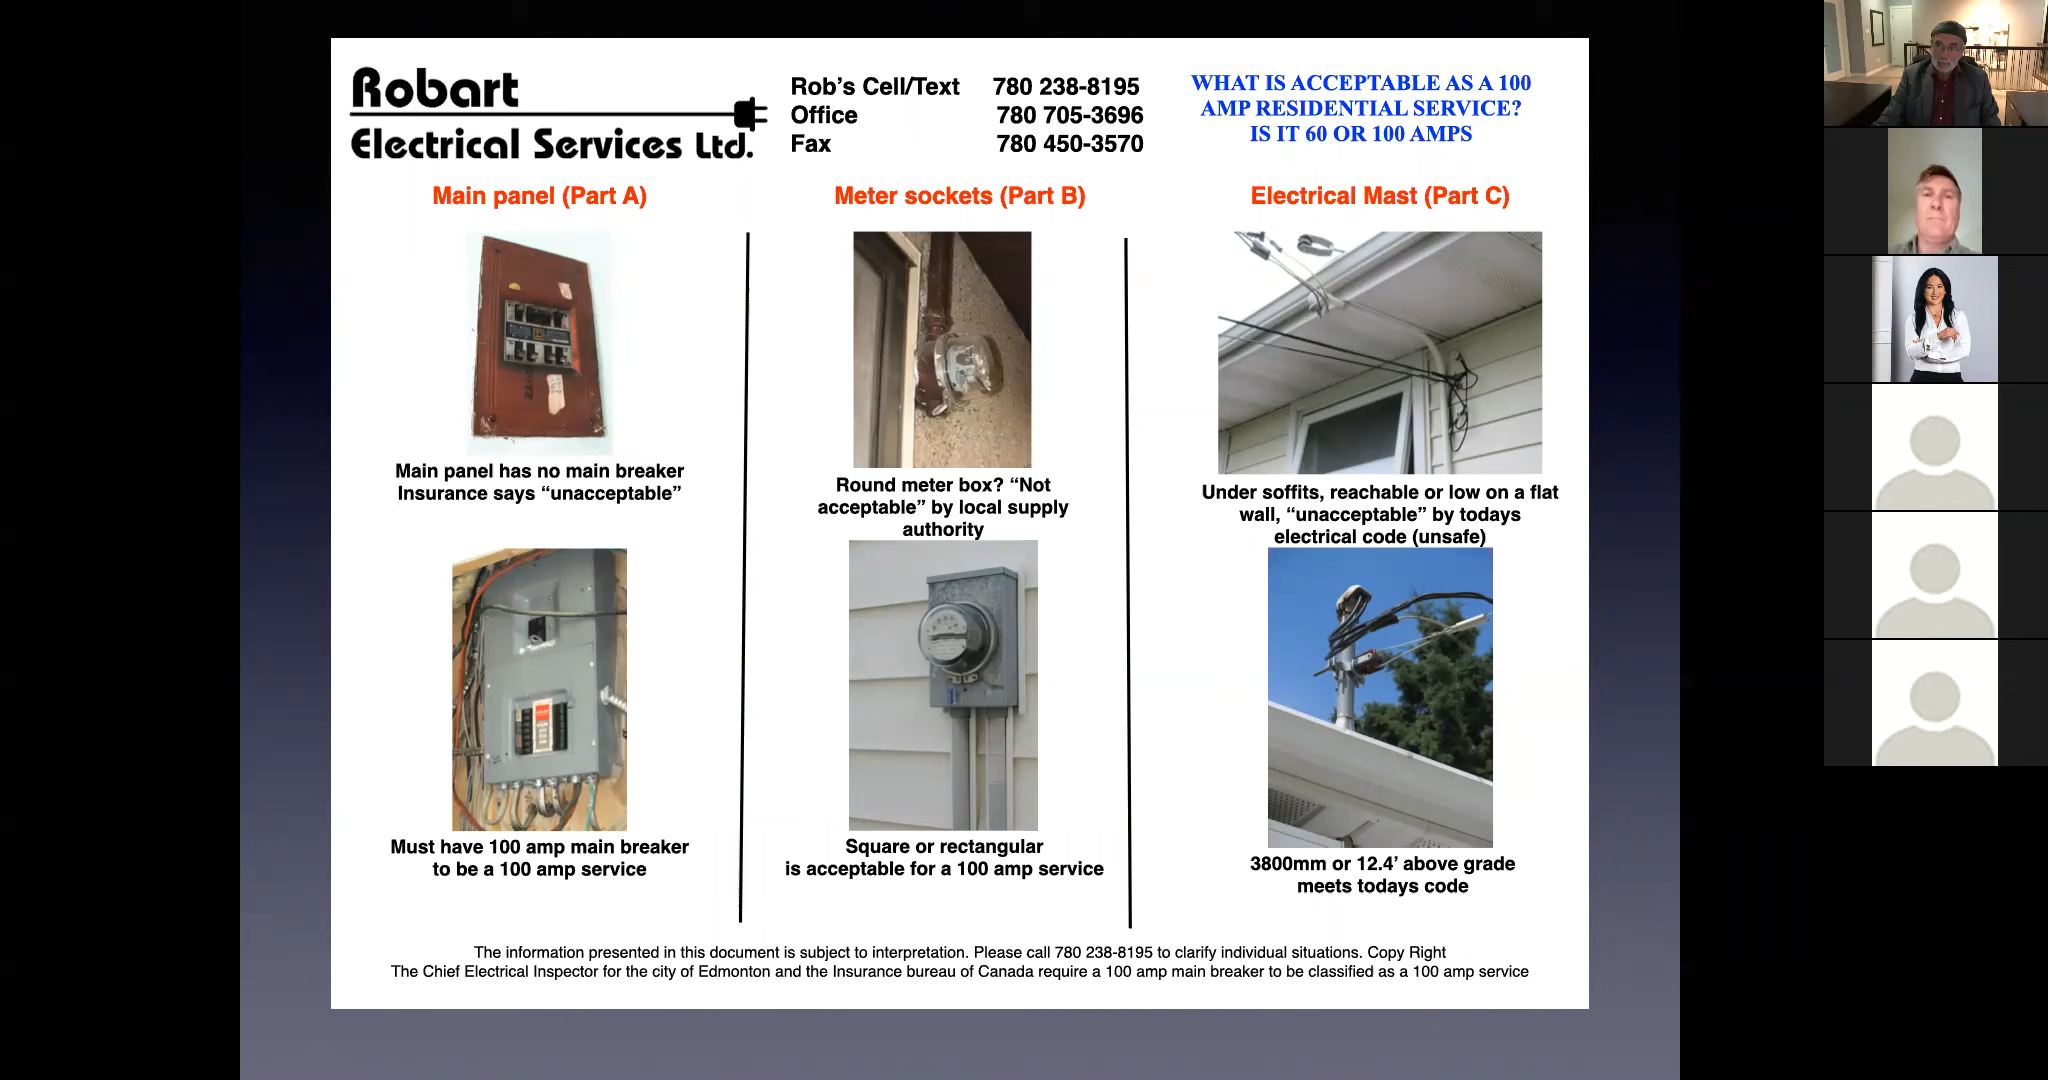 Robart
Electrical Services Ltd.
Rob’s Cell/Text 780 238-8195
Office 780 705-3696
Fax 780 450-3570
WHAT IS ACCEPTABLE AS A 100
AMP RESIDENTIAL SERVICE?
IS IT 60 OR 100 AMPS
Main panel (Part A)
Main panel has no main breaker
Insurance says “unacceptable”
Must have 100 amp main breaker
to be a 100 amp service
Meter sockets (Part B)
Round meter box? “Not
acceptable” by local supply
authority
Square or rectangular
is acceptable for a 100 amp service
Electrical Mast (Part C)
Under soffits, reachable or low on a flat
wall, “unacceptable” by todays
electrical code (unsafe)
3800mm or 12.4’ above grade
meets todays code
The information presented in this document is subject to interpretation. Please call 780 238-8195 to clarify individual situations. Copy Right
The Chief Electrical Inspector for the city of Edmonton and the Insurance bureau of Canada require a 100 amp main breaker to be classified as a 100 amp service